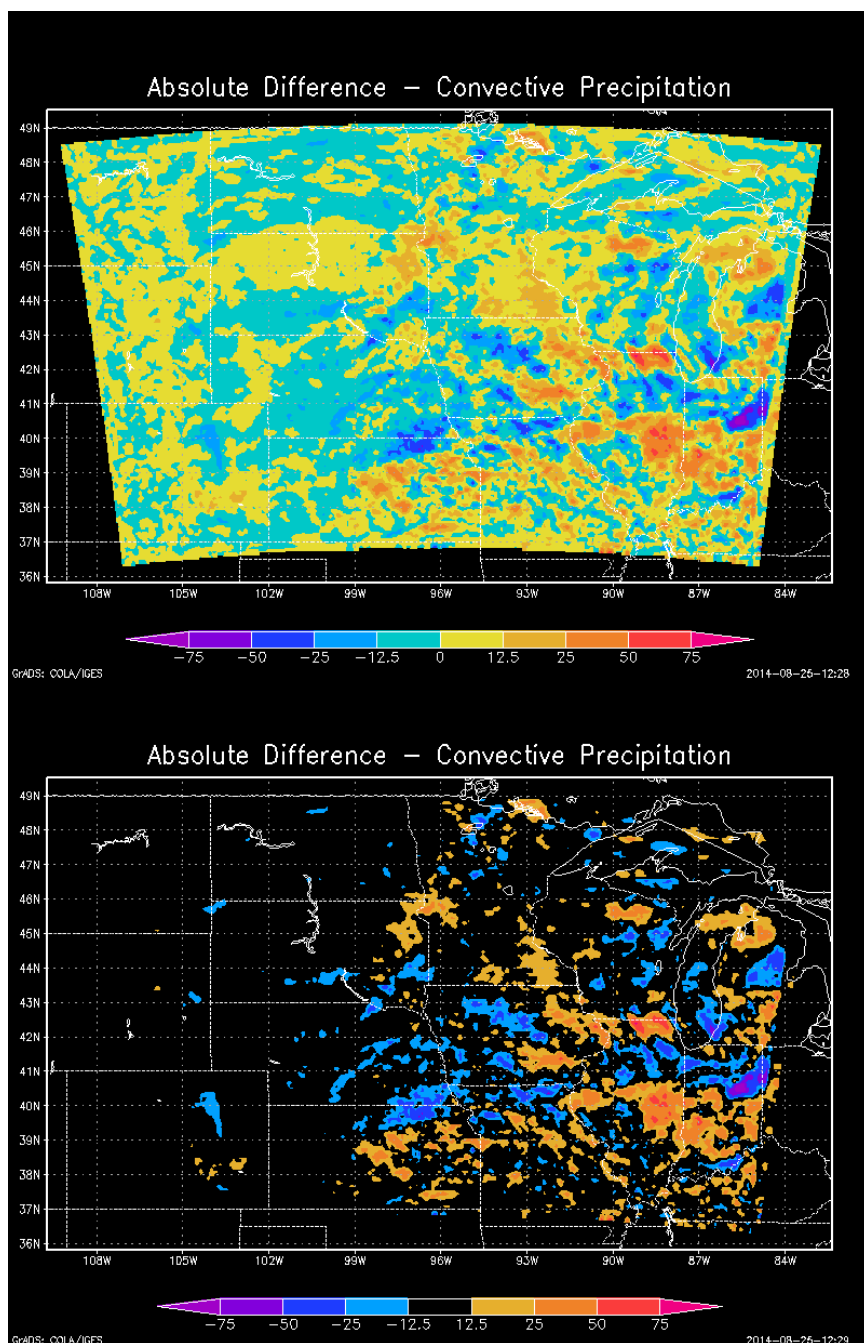 Absolute Difference – Convective Precipitation
49N
48N
47N
46N
45N
44N
43N
42N
41N
40N
39N
38N
37N
36N
108W 105W 102W 99W 96W 93W 90W 87W 84W
−75 −50 −25 −12.5 0 12.5 25 50 75
GrADS: COLA/IGES 2014−08−25−12:28
Absolute Difference – Convective Precipitation
49N
48N
47N
46N
45N
44N
43N
42N
41N
40N
39N
38N
37N
36N
108W 105W 102W 99W 96W 93W 90W 87W 84W
−75 −50 −25 −12.5 12.5 25 50 75
GrADS: COLA/IGES 2014−08−25−12:29